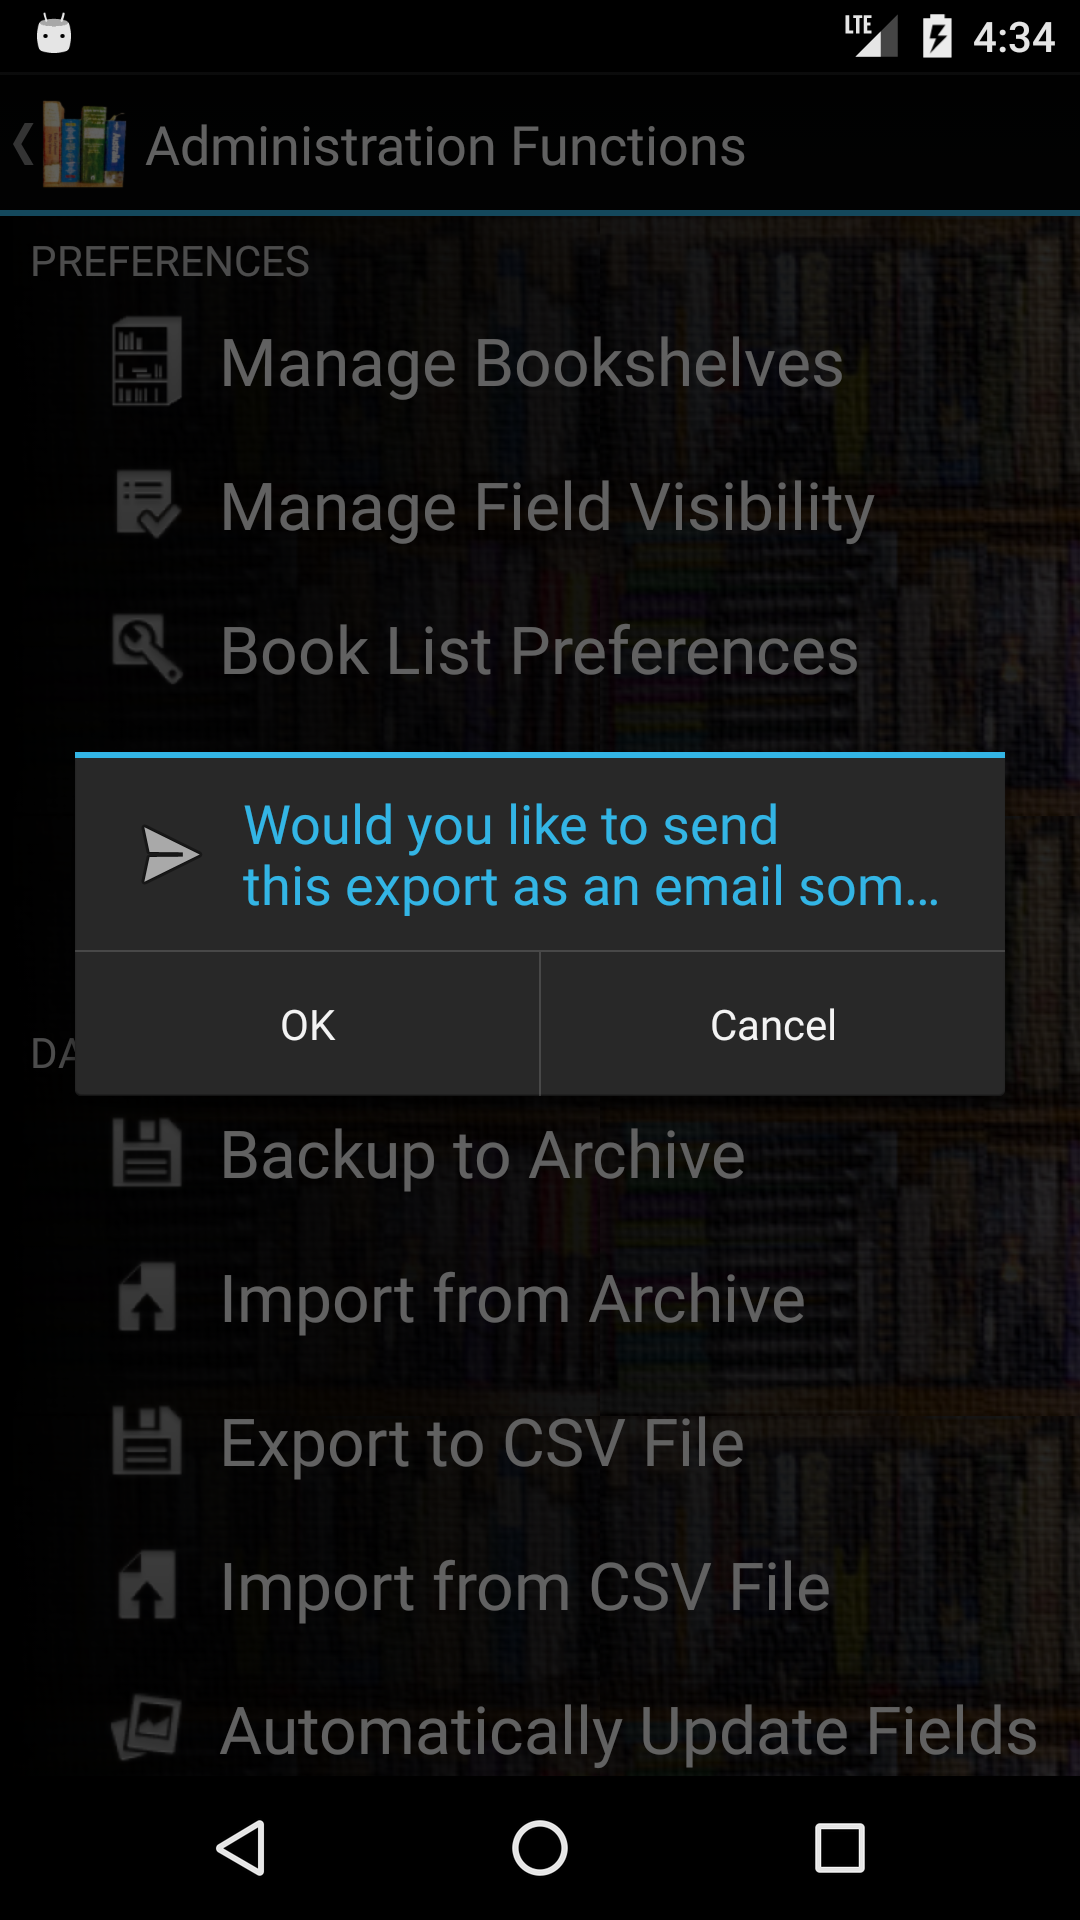 LTE 4:34
Administration Functions
PREFERENCES
Manage Bookshelves
Manage Field Visibility
Book List Preferences
Would you like to send
this export as an email som…
OK Cancel
DA
Backup to Archive
Import from Archive
Export to CSV File
Import from CSV File
Automatically Update Fields